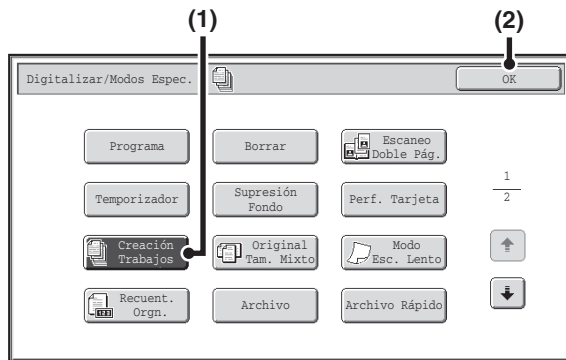 (1)
(2)
Digitalizar/Modos Espec.
OK
Programa
Borrar
Escaneo
Doble Pág.
Temporizador
Supresión
Fondo
Perf. Tarjeta
1
2
Creación
Trabajos
Original
Tam. Mixto
Modo
Esc. Lento
Recuent.
Orgn.
123
Archivo
Archivo Rápido